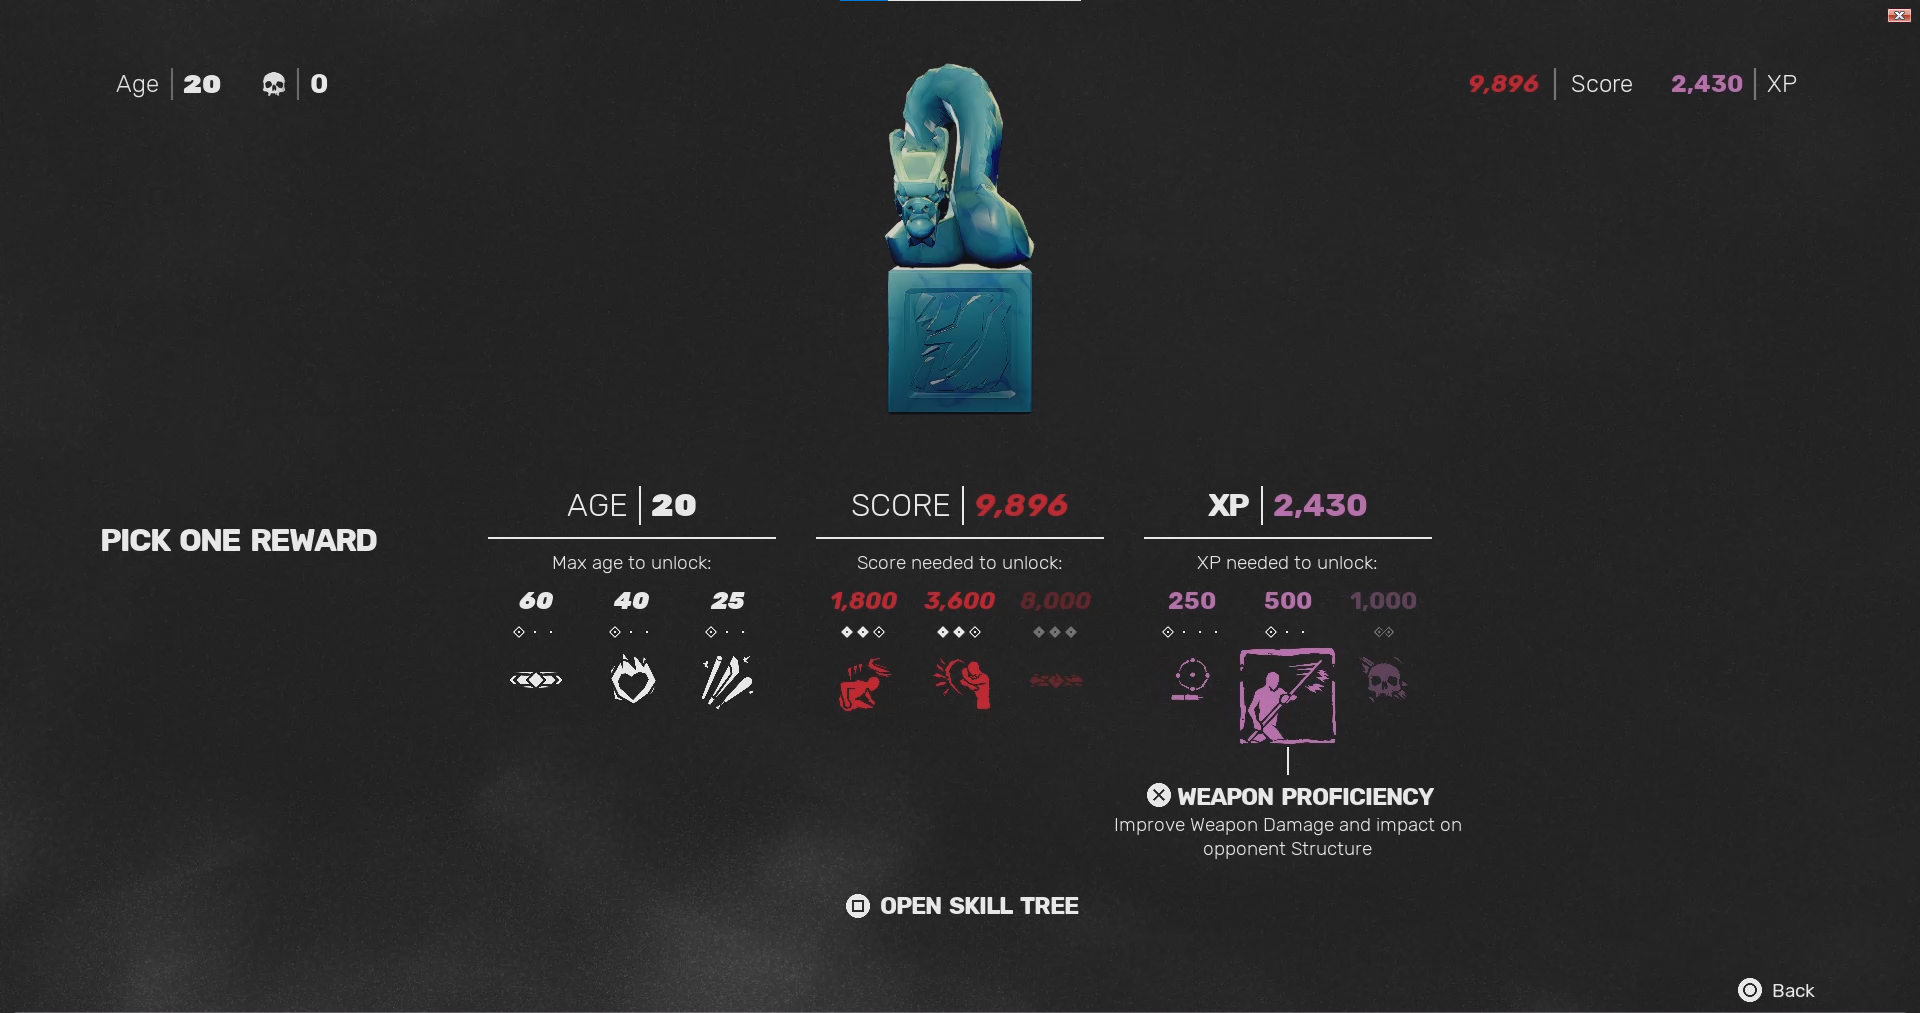 Age 20 0
9,896 Score 2,430 XP
PICK ONE REWARD
AGE 20
Max age to unlock:
60 40 25
SCORE 9,896
Score needed to unlock:
1,800 3,600 8,000
XP 2,430
XP needed to unlock:
250 500 1,000
WEAPON PROFICIENCY
Improve Weapon Damage and impact on
opponent Structure
OPEN SKILL TREE
Back